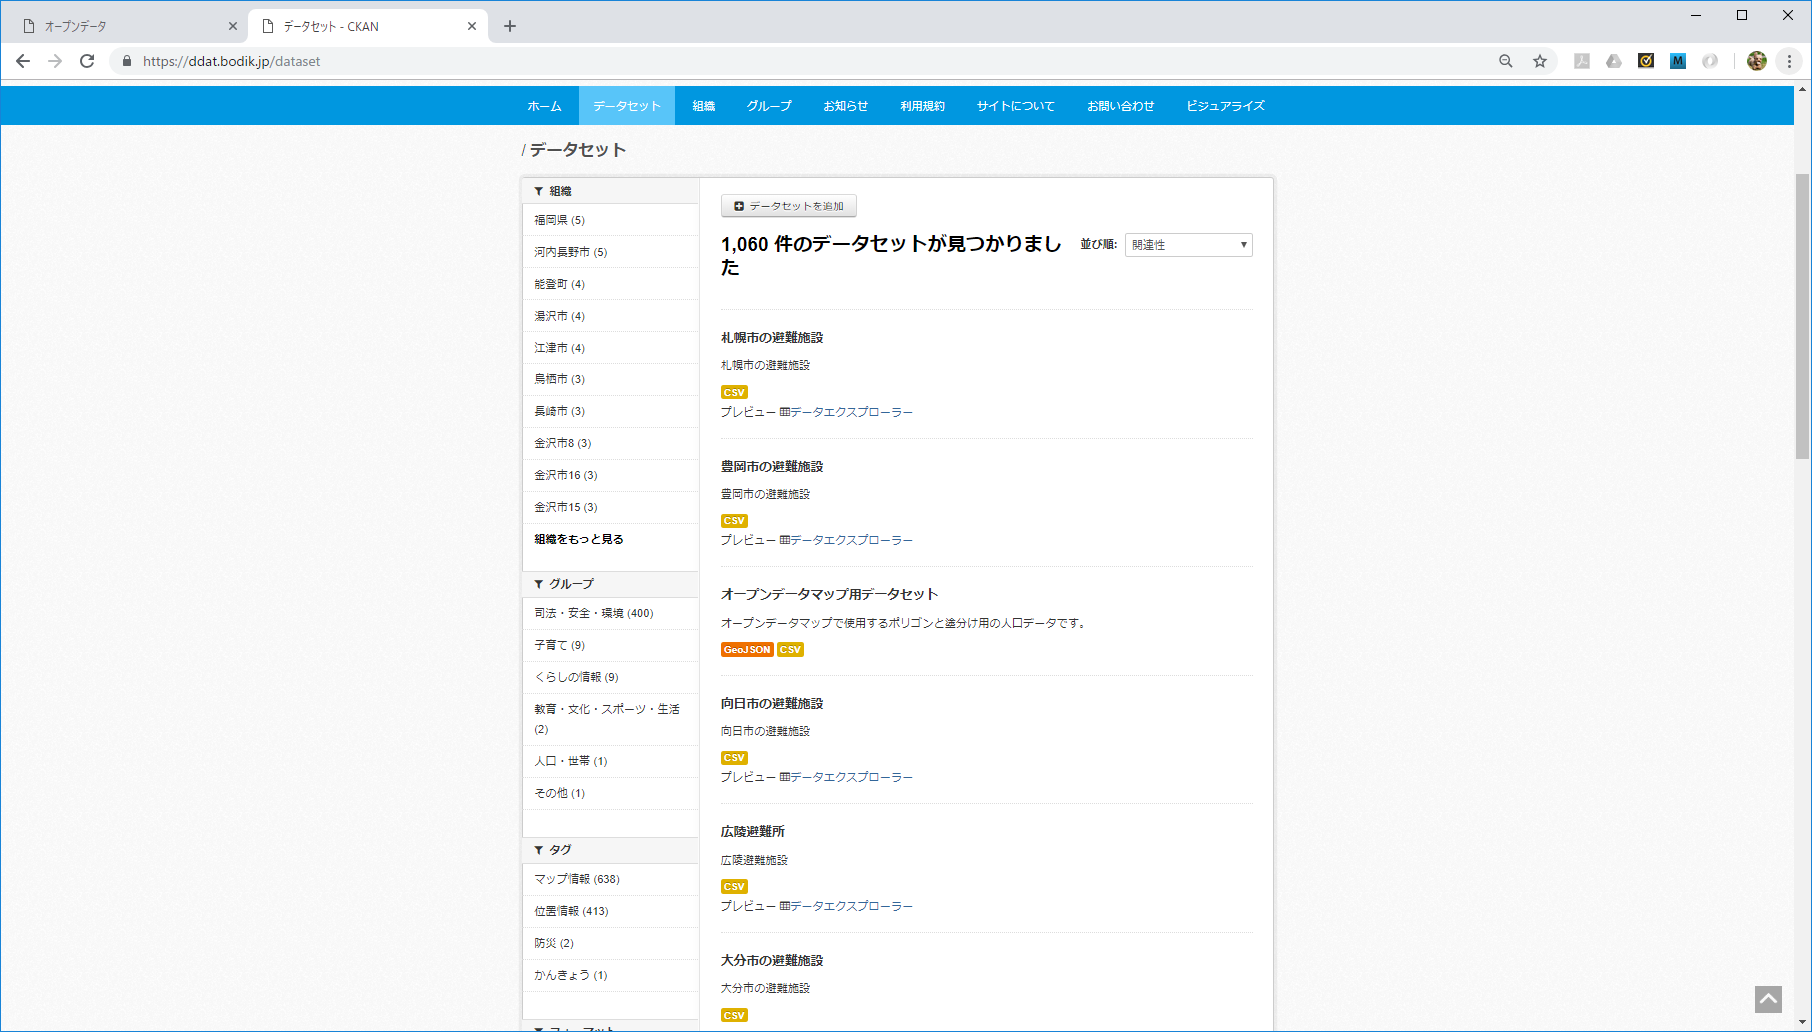 オープンデータ
データセット - CKAN
https://ddat.bodik.jp/dataset
ホーム データセット 組織 グループ お知らせ 利用規約 サイトについて お問い合わせ ビジュアライズ
/ データセット
組織
福岡県 (5)
河内長野市 (5)
能登町 (4)
湯沢市 (4)
江津市 (4)
鳥栖市 (3)
長崎市 (3)
金沢市8 (3)
金沢市16 (3)
金沢市15 (3)
組織をもっと見る
グループ
司法・安全・環境 (400)
子育て (9)
くらしの情報 (9)
教育・文化・スポーツ・生活
(2)
人口・世帯 (1)
その他 (1)
タグ
マップ情報 (638)
位置情報 (413)
防災 (2)
かんきょう (1)
フォーマット
データセットを追加
1,060 件のデータセットが見つかりまし
た
並び順: 関連性
札幌市の避難施設
札幌市の避難施設
CSV
プレビュー データエクスプローラー
豊岡市の避難施設
豊岡市の避難施設
CSV
プレビュー データエクスプローラー
オープンデータマップ用データセット
オープンデータマップで使用するポリゴンと塗分け用の人口データです。
GeoJSON CSV
向日市の避難施設
向日市の避難施設
CSV
プレビュー データエクスプローラー
広陵避難所
広陵避難施設
CSV
プレビュー データエクスプローラー
大分市の避難施設
大分市の避難施設
CSV